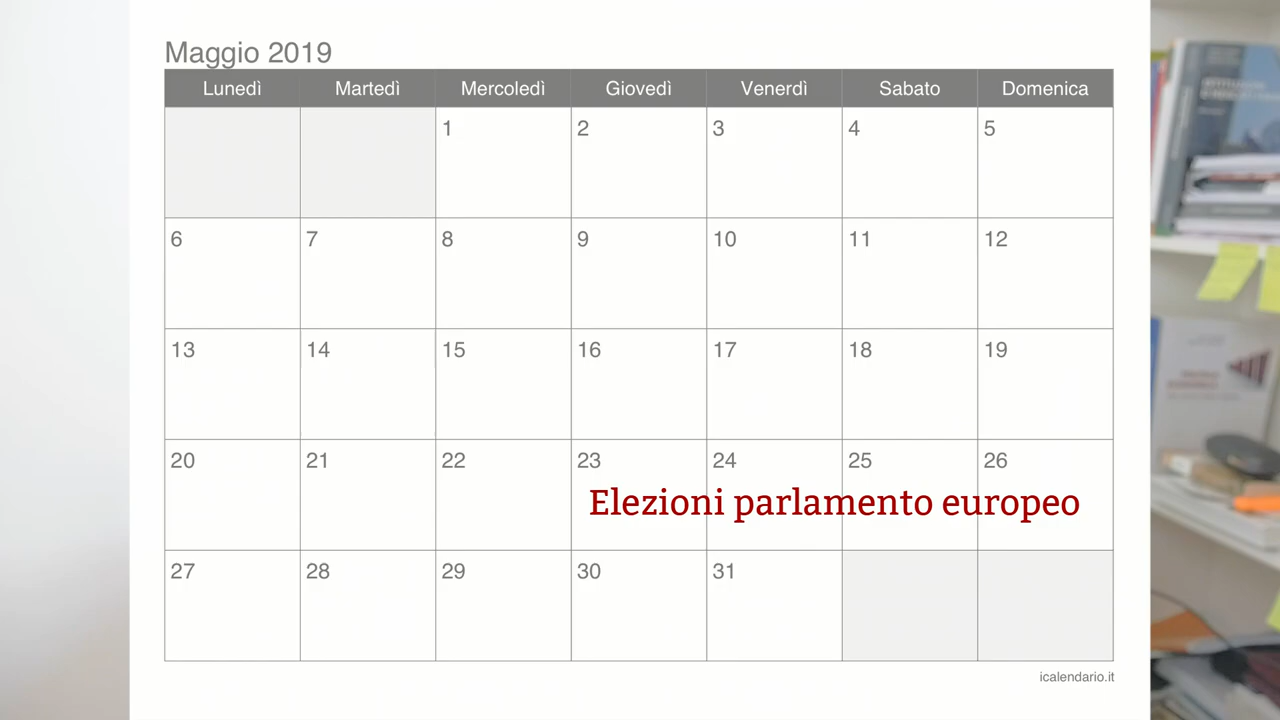 Maggio 2019
Lunedì Martedì Mercoledì Giovedì Venerdì Sabato Domenica
1 2 3 4 5
6 7 8 9 10 11 12
13 14 15 16 17 18 19
20 21 22 23 24 25 26
Elezioni parlamento europeo
27 28 29 30 31
icalendario.it